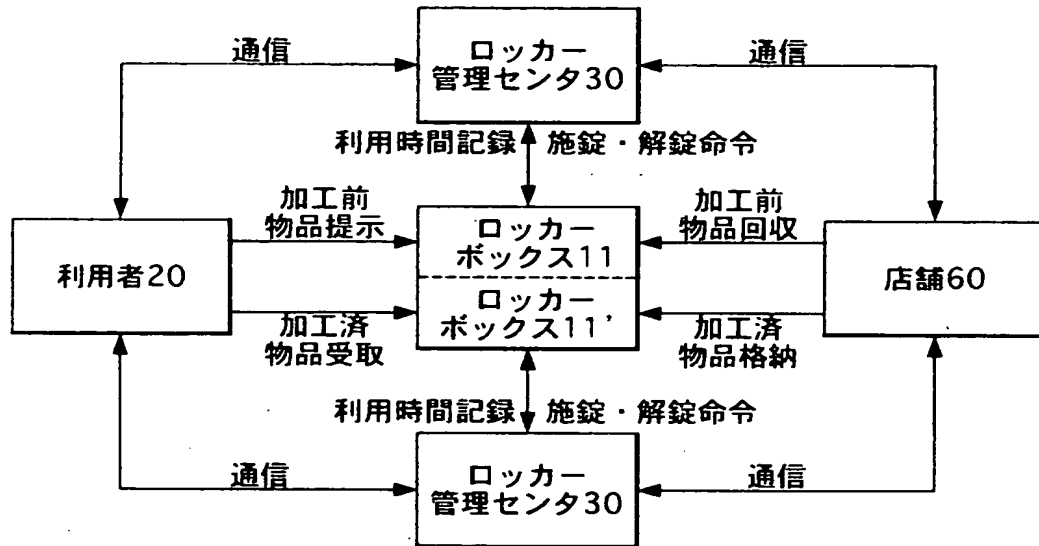 通信
ロッカー
管理センタ30
通信
利用時間記録
施錠・解錠命令
加工前
物品提示
加工前
物品回収
利用者20
ロッカー
ボックス11
ロッカー
ボックス11'
店舗60
加工済
物品受取
加工済
物品格納
利用時間記録
施錠・解錠命令
通信
ロッカー
管理センタ30
通信